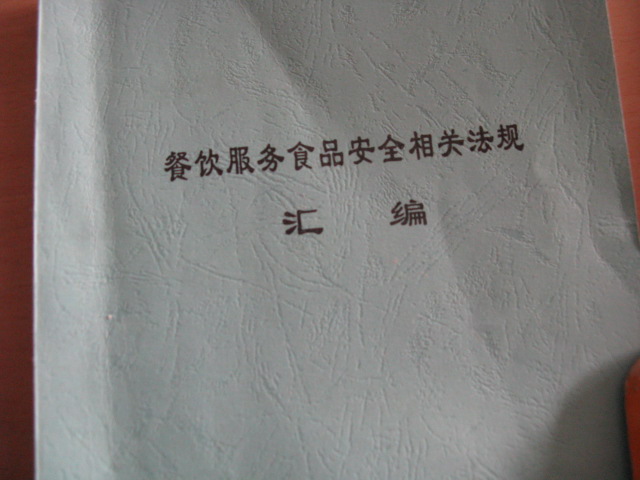 餐饮服务食品安全相关法规
汇 编